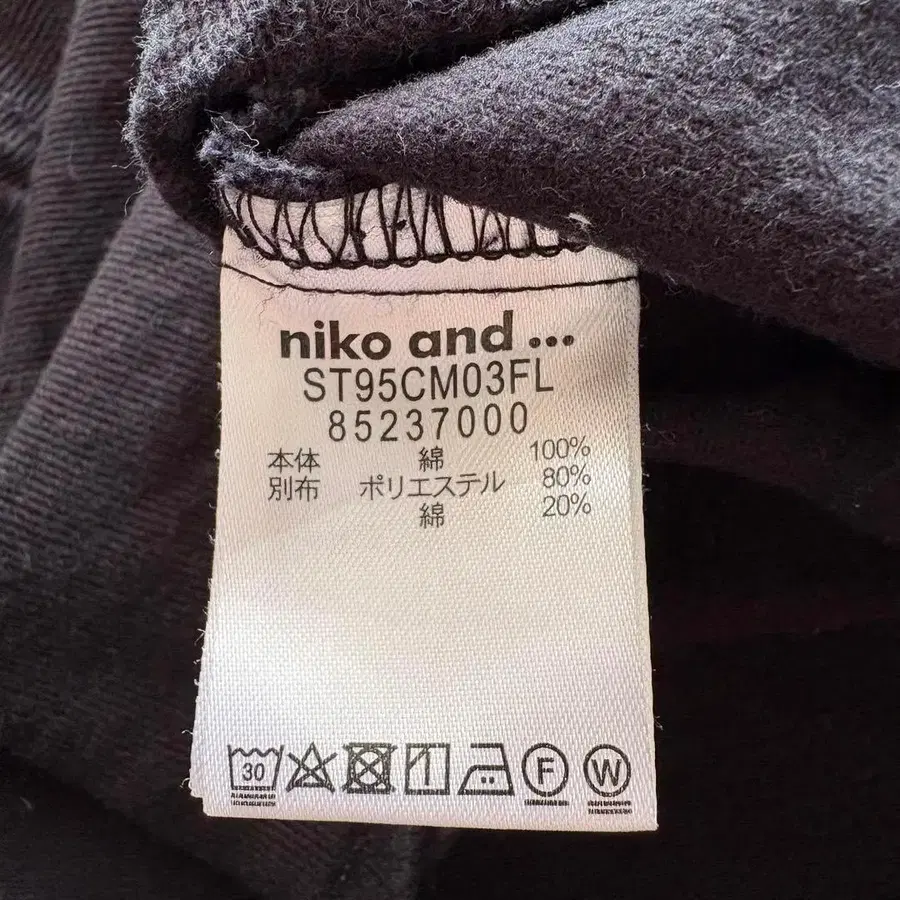 niko and ...
ST95CM03FL
85237000
本体 綿 100%
別布 ポリエステル 80%
綿 20%
30 F W